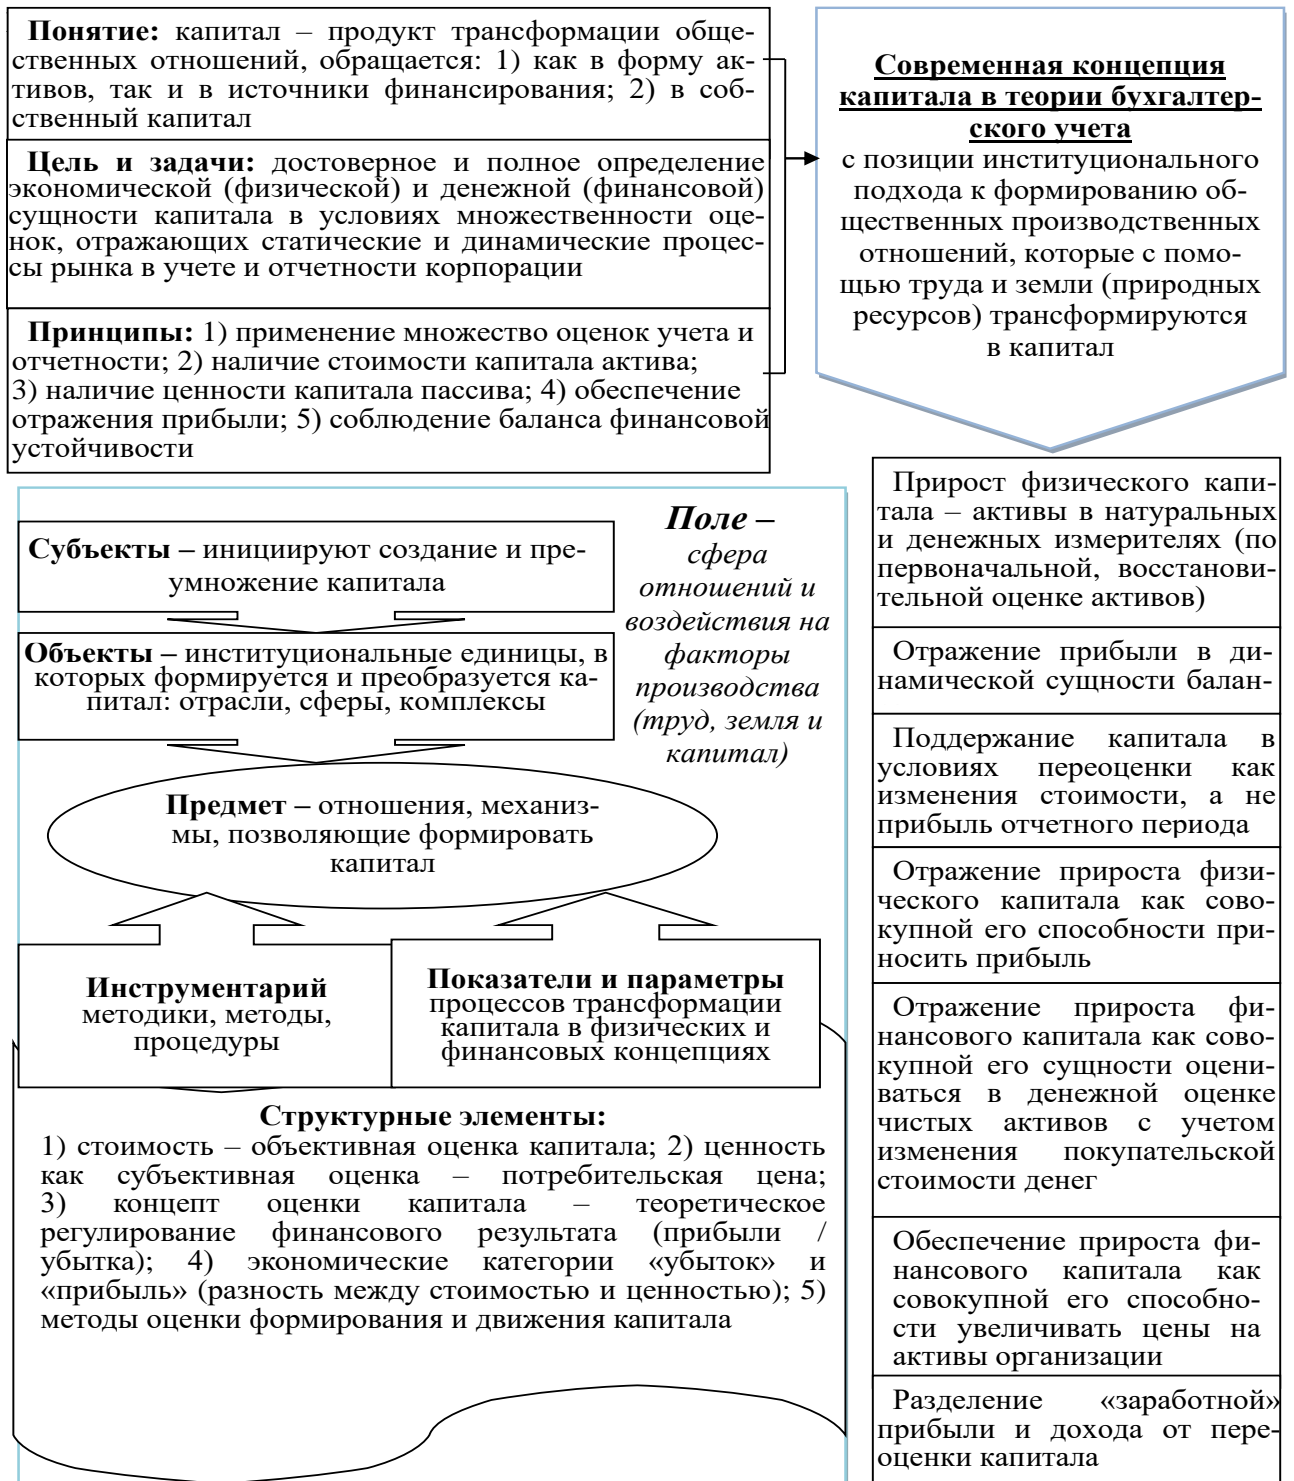 Понятие: капитал – продукт трансформации обще-
ственных отношений, обращается: 1) как в форму ак-
тивов, так и в источники финансирования; 2) в соб-
ственный капитал
Цель и задачи: достоверное и полное определение
экономической (физической) и денежной (финансовой)
сущности капитала в условиях множественности оце-
нок, отражающих статические и динамические процес-
сы рынка в учете и отчетности корпорации
Принципы: 1) применение множество оценок учета и
отчетности; 2) наличие стоимости капитала актива;
3) наличие ценности капитала пассива; 4) обеспечение
отражения прибыли; 5) соблюдение баланса финансовой
устойчивости
Современная концепция
капитала в теории бухгалтер-
ского учета
с позиции институционального
подхода к формированию об-
щественных производственных
отношений, которые с помо-
щью труда и земли (природных
ресурсов) трансформируются
в капитал
Субъекты – инициируют создание и пре-
умножение капитала
Объекты – институциональные единицы, в
которых формируется и преобразуется ка-
питал: отрасли, сферы, комплексы
Поле –
сфера
отношений и
воздействия на
факторы
производства
(труд, земля и
капитал)
Предмет – отношения, механиз-
мы, позволяющие формировать
капитал
Инструментарий
методики, методы,
процедуры
Показатели и параметры
процессов трансформации
капитала в физических и
финансовых концепциях
Структурные элементы:
1) стоимость – объективная оценка капитала; 2) ценность
как субъективная оценка – потребительская цена;
3) концепт оценки капитала – теоретическое
регулирование финансового результата (прибыли /
убытка); 4) экономические категории «убыток» и
«прибыль» (разность между стоимостью и ценностью); 5)
методы оценки формирования и движения капитала
Прирост физического капи-
тала – активы в натуральных
и денежных измерителях (по
первоначальной, восстанови-
тельной оценке активов)
Отражение прибыли в ди-
намической сущности балан-
Поддержание капитала в
условиях переоценки как
изменения стоимости, а не
прибыль отчетного периода
Отражение прироста физи-
ческого капитала как сово-
купной его способности при-
носить прибыль
Отражение прироста фи-
нансового капитала как сово-
купной его сущности оцени-
ваться в денежной оценке
чистых активов с учетом
изменения покупательской
стоимости денег
Обеспечение прироста фи-
нансового капитала как
совокупной его способно-
сти увеличивать цены на
активы организации
Разделение «заработной»
прибыли и дохода от пере-
оценки капитала